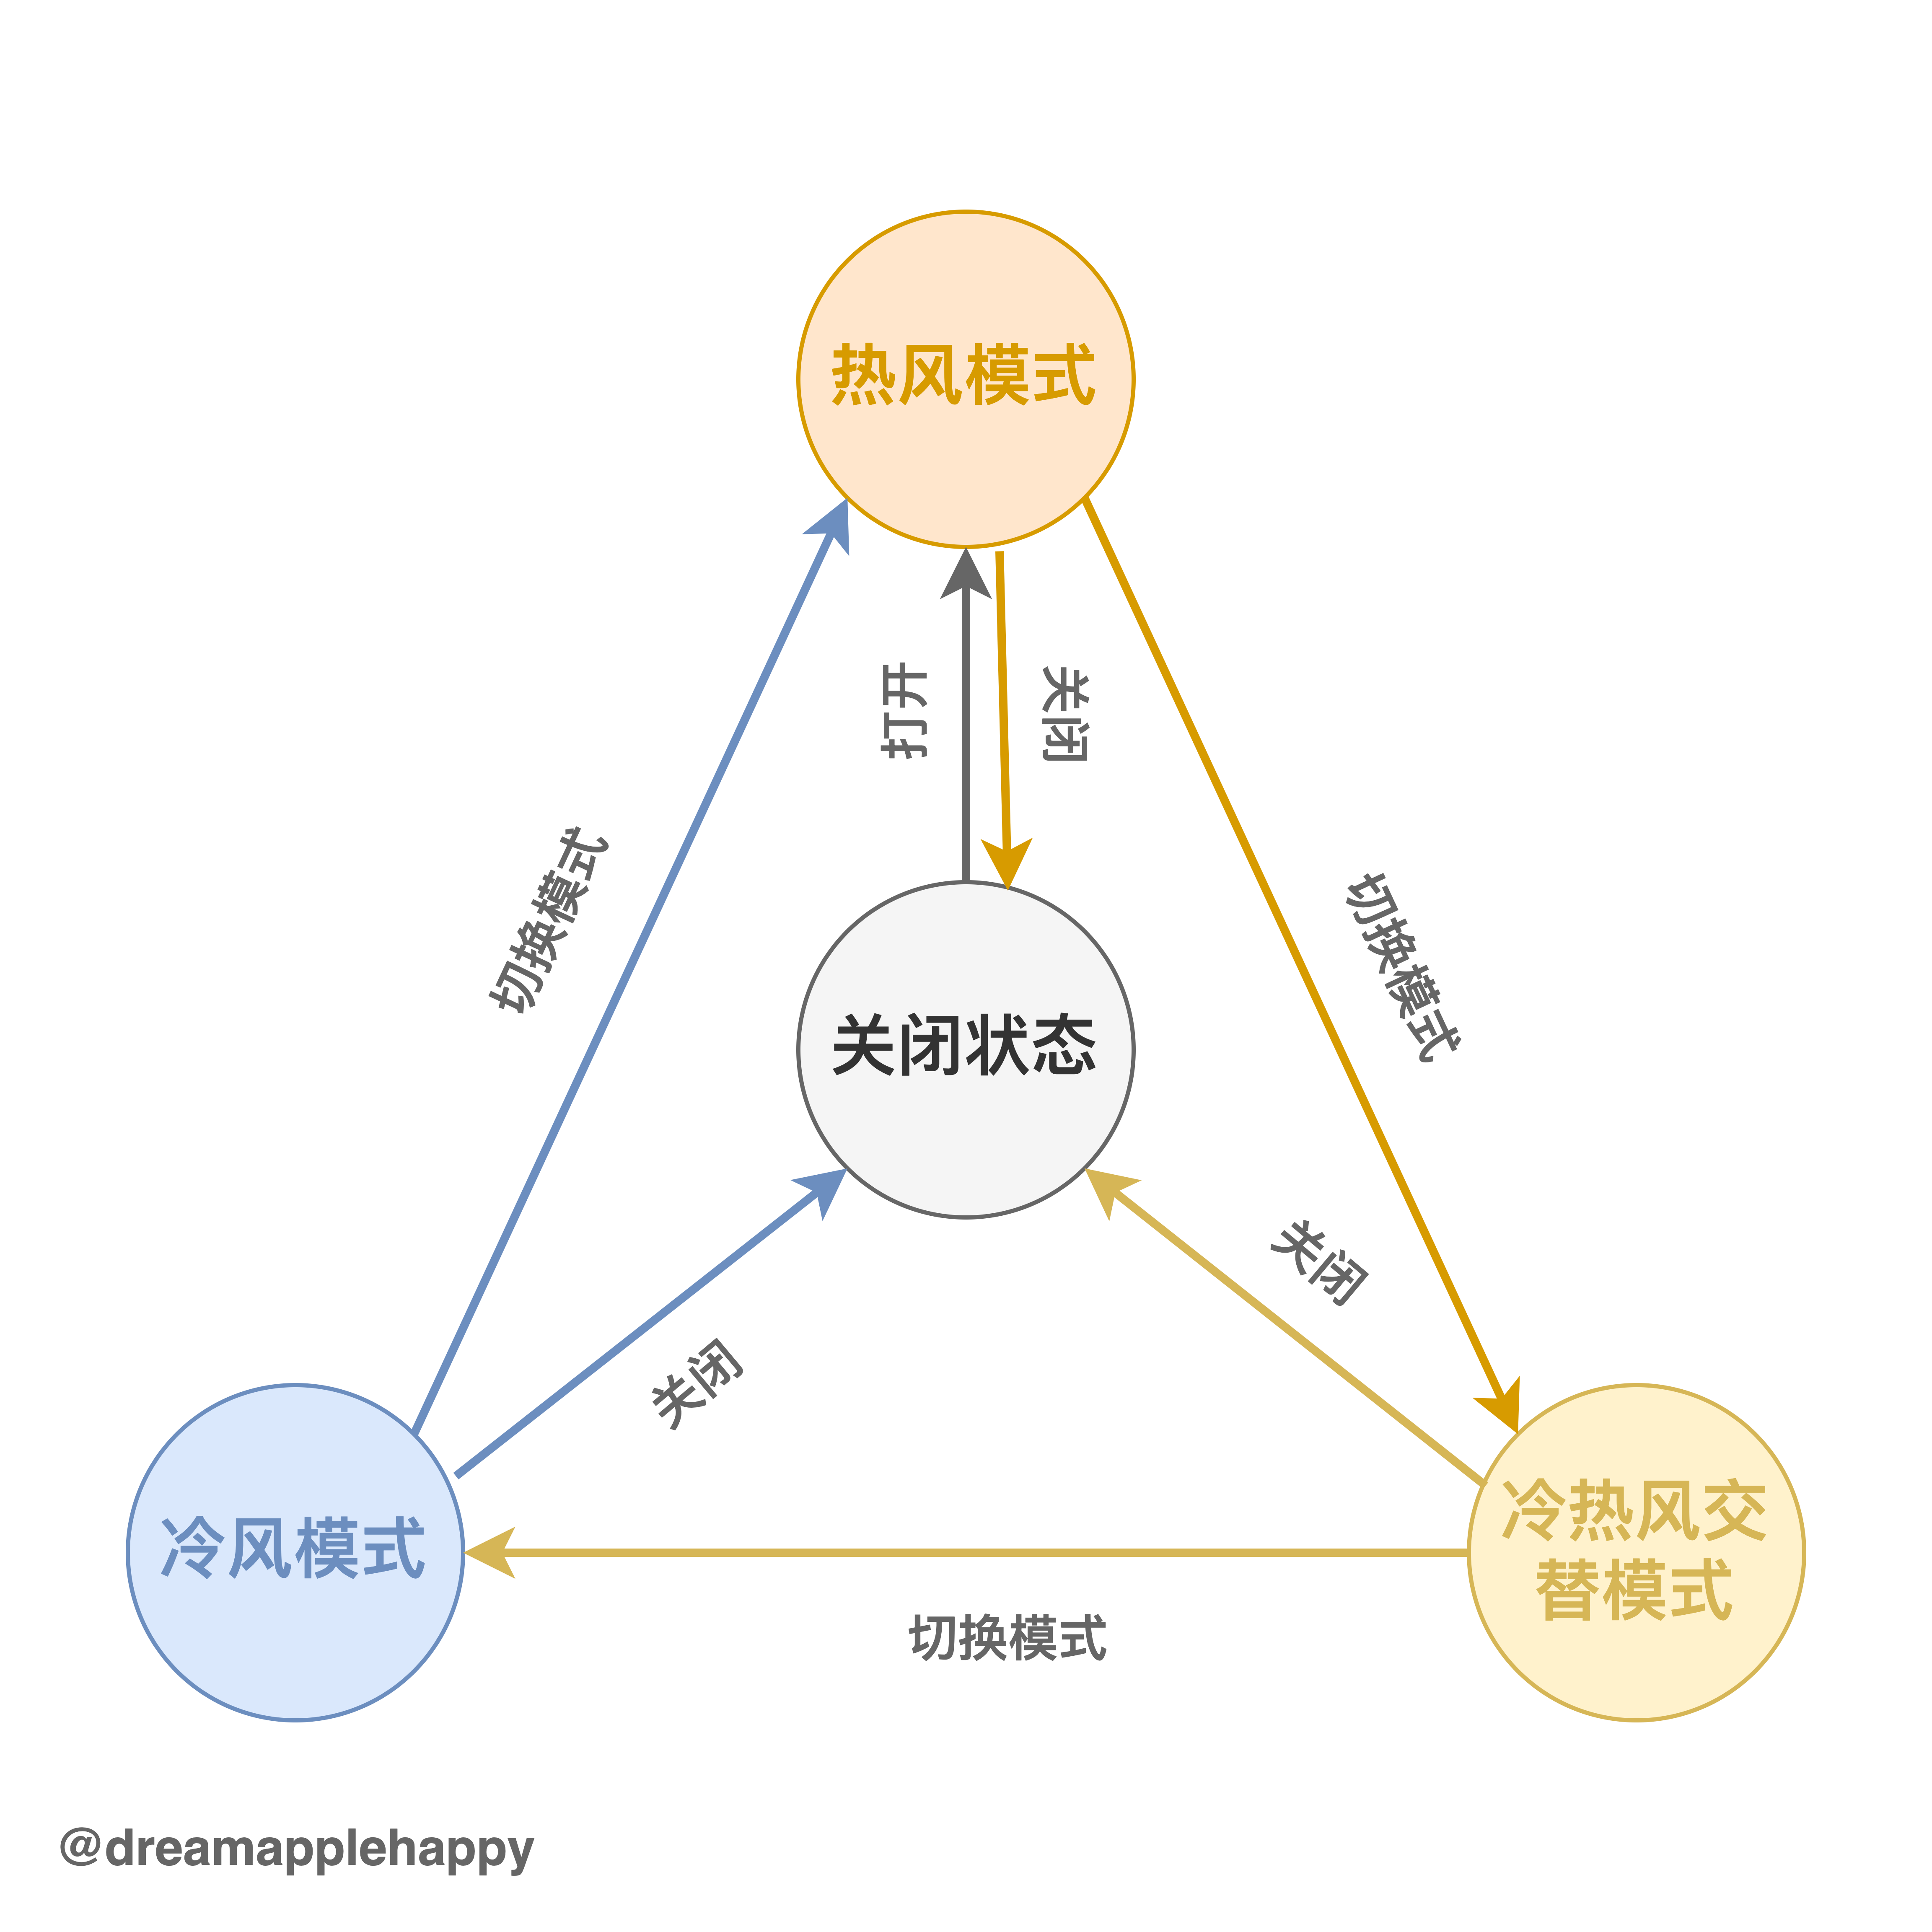 热风模式
打开
关闭
切换模式
切换模式
关闭状态
关闭
关闭
冷风模式
冷热风交
替模式
切换模式
@dreamapplehappy